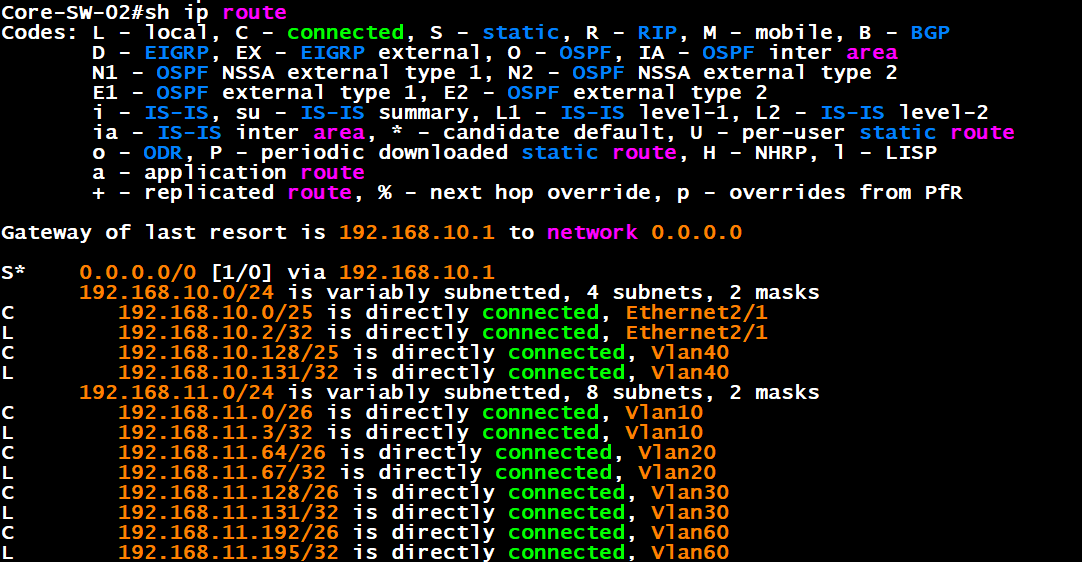 Core-SW-02#sh ip route
Codes: L - local, C - connected, S - static, R - RIP, M - mobile, B - BGP
       D - EIGRP, EX - EIGRP external, O - OSPF, IA - OSPF inter area
       N1 - OSPF NSSA external type 1, N2 - OSPF NSSA external type 2
       E1 - OSPF external type 1, E2 - OSPF external type 2
       i - IS-IS, su - IS-IS summary, L1 - IS-IS level-1, L2 - IS-IS level-2
       ia - IS-IS inter area, * - candidate default, U - per-user static route
       o - ODR, P - periodic downloaded static route, H - NHRP, l - LISP
       a - application route
       + - replicated route, % - next hop override, p - overrides from PfR
Gateway of last resort is 192.168.10.1 to network 0.0.0.0
S*    0.0.0.0/0 [1/0] via 192.168.10.1
      192.168.10.0/24 is variably subnetted, 4 subnets, 2 masks
C        192.168.10.0/25 is directly connected, Ethernet2/1
L        192.168.10.2/32 is directly connected, Ethernet2/1
C        192.168.10.128/25 is directly connected, Vlan40
L        192.168.10.131/32 is directly connected, Vlan40
      192.168.11.0/24 is variably subnetted, 8 subnets, 2 masks
C        192.168.11.0/26 is directly connected, Vlan10
L        192.168.11.3/32 is directly connected, Vlan10
C        192.168.11.64/26 is directly connected, Vlan20
L        192.168.11.67/32 is directly connected, Vlan20
C        192.168.11.128/26 is directly connected, Vlan30
L        192.168.11.131/32 is directly connected, Vlan30
C        192.168.11.192/26 is directly connected, Vlan60
L        192.168.11.195/32 is directly connected, Vlan60